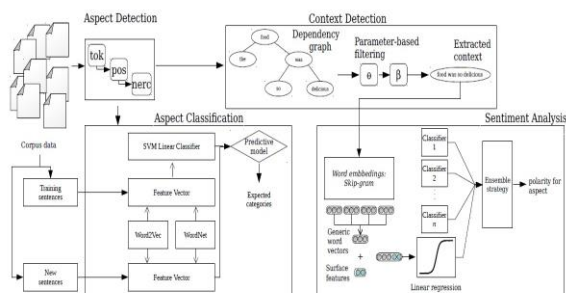 Aspect Detection
tok
pos
nerc
Context Detection
food
the
was
so
delicious
Dependency
graph
Parameter-based
filtering
θ
β
Extracted
context
food was so delicious
Corpus data
Training
sentences
New
sentences
Aspect Classification
SVM Linear Classifier
Feature Vector
Word2Vec
WordNet
Feature Vector
Predictive
model
Expected
categories
Sentiment Analysis
Word embeddings:
Skip-gram
Generic
word
vectors
+
Surface
features
Classifier
1
Classifier
2
Classifier
n
Linear regression
Ensemble
strategy
polarity for
aspect